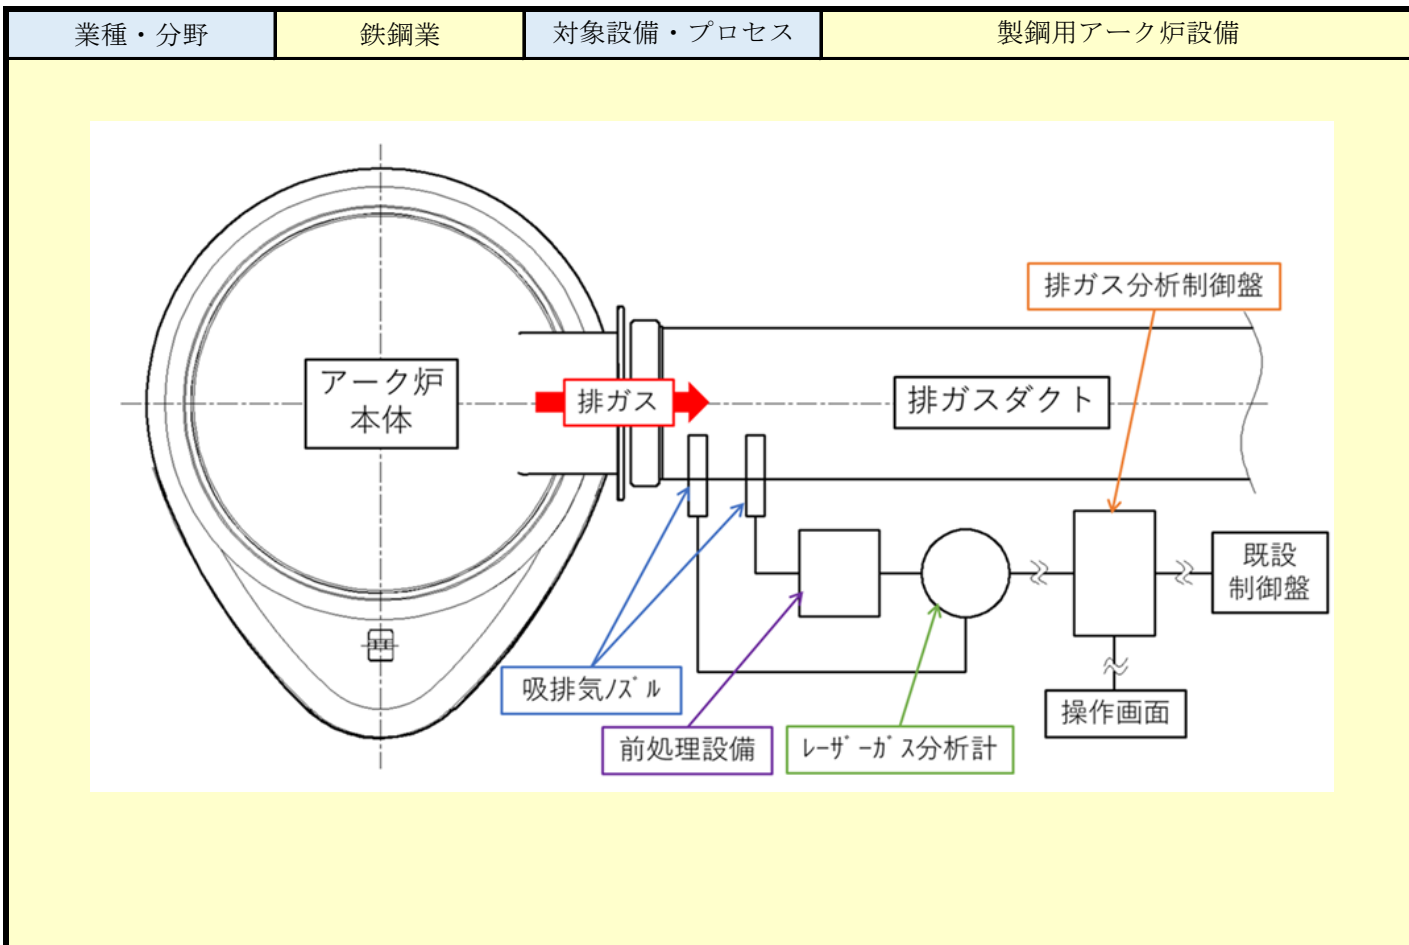 業種・分野 鉄鋼業 対象設備・プロセス 製鋼用アーク炉設備
排ガス分析制御盤
アーク炉
本体
排ガス
排ガスダクト
既設
制御盤
吸排気ﾉｽﾞﾙ
操作画面
前処理設備
ﾚｰｻﾞｰｶﾞｽ分析計